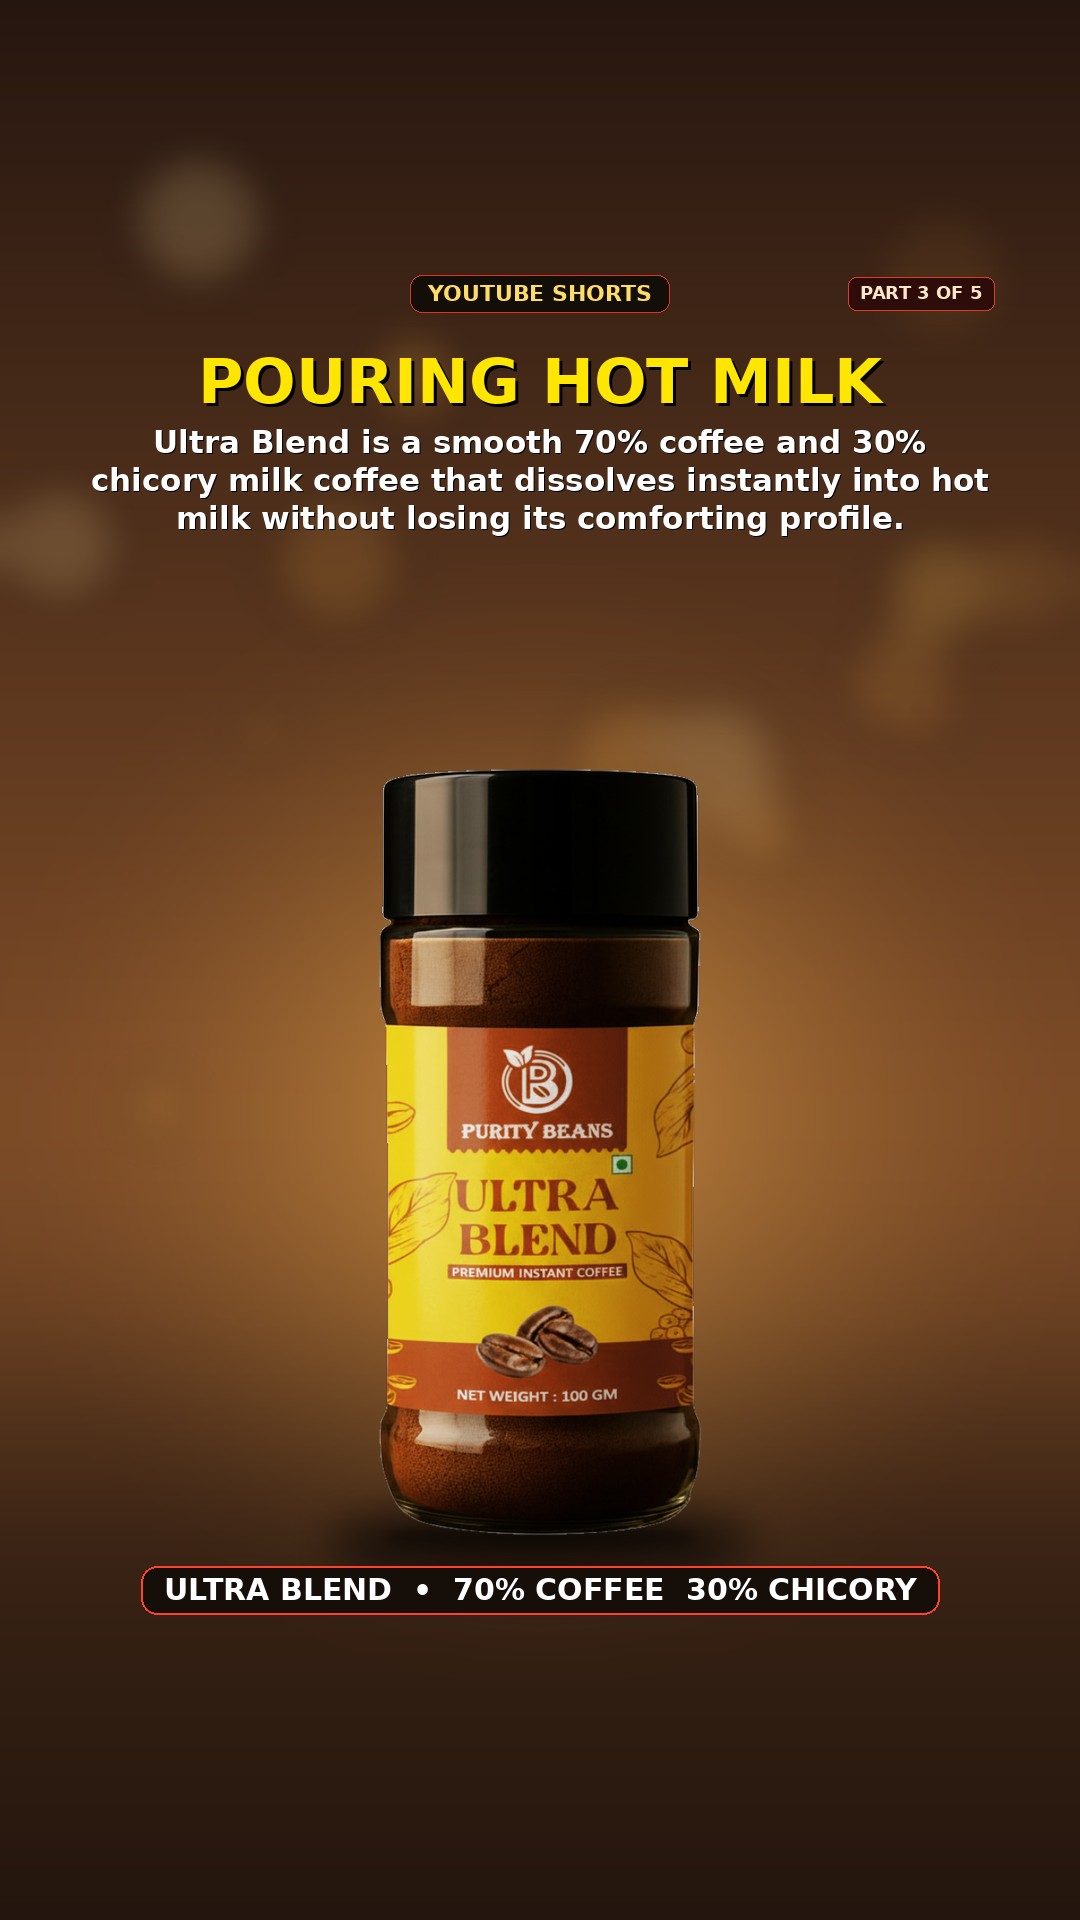 YOUTUBE SHORTS
PART 3 OF 5
POURING HOT MILK
Ultra Blend is a smooth 70% coffee and 30%
chicory milk coffee that dissolves instantly into hot
milk without losing its comforting profile.
PURITY BEANS
ULTRA
BLEND
PREMIUM INSTANT COFFEE
NET WEIGHT : 100 GM
ULTRA BLEND • 70% COFFEE 30% CHICORY